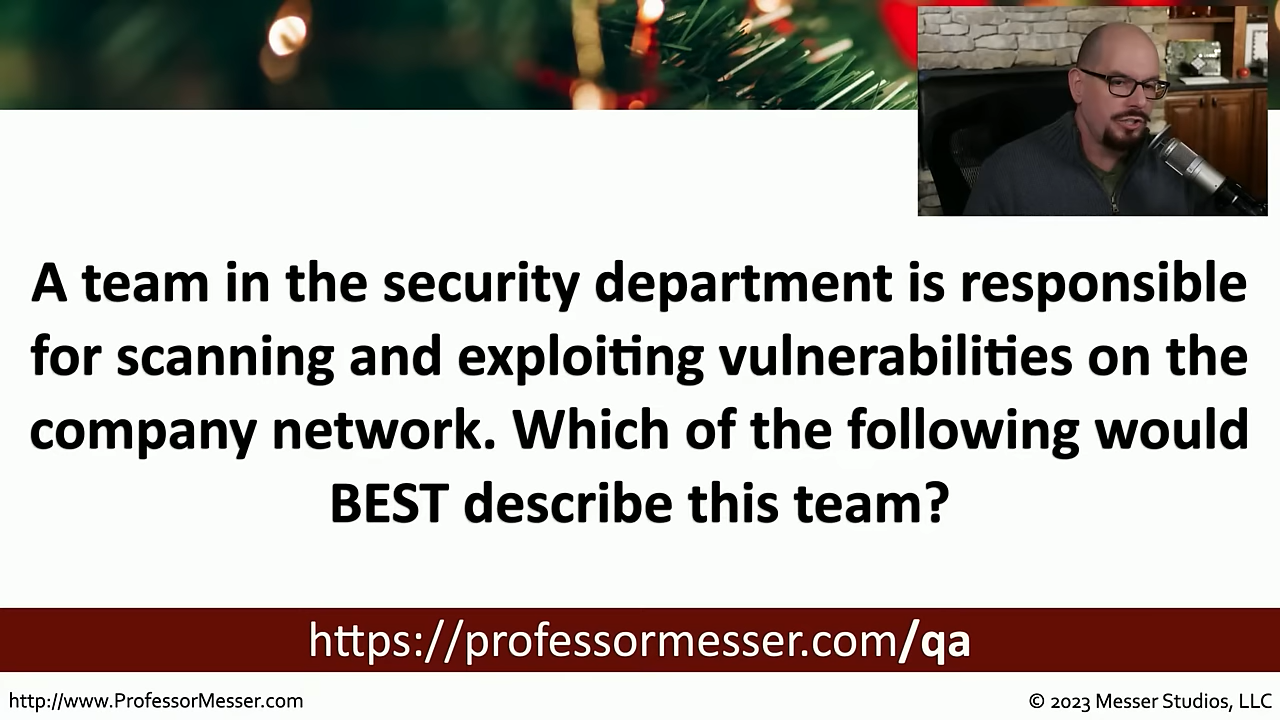 A team in the security department is responsible
for scanning and exploiting vulnerabilities on the
company network. Which of the following would
BEST describe this team?
https://professormesser.com/qa
http://www.ProfessorMesser.com
© 2023 Messer Studios, LLC